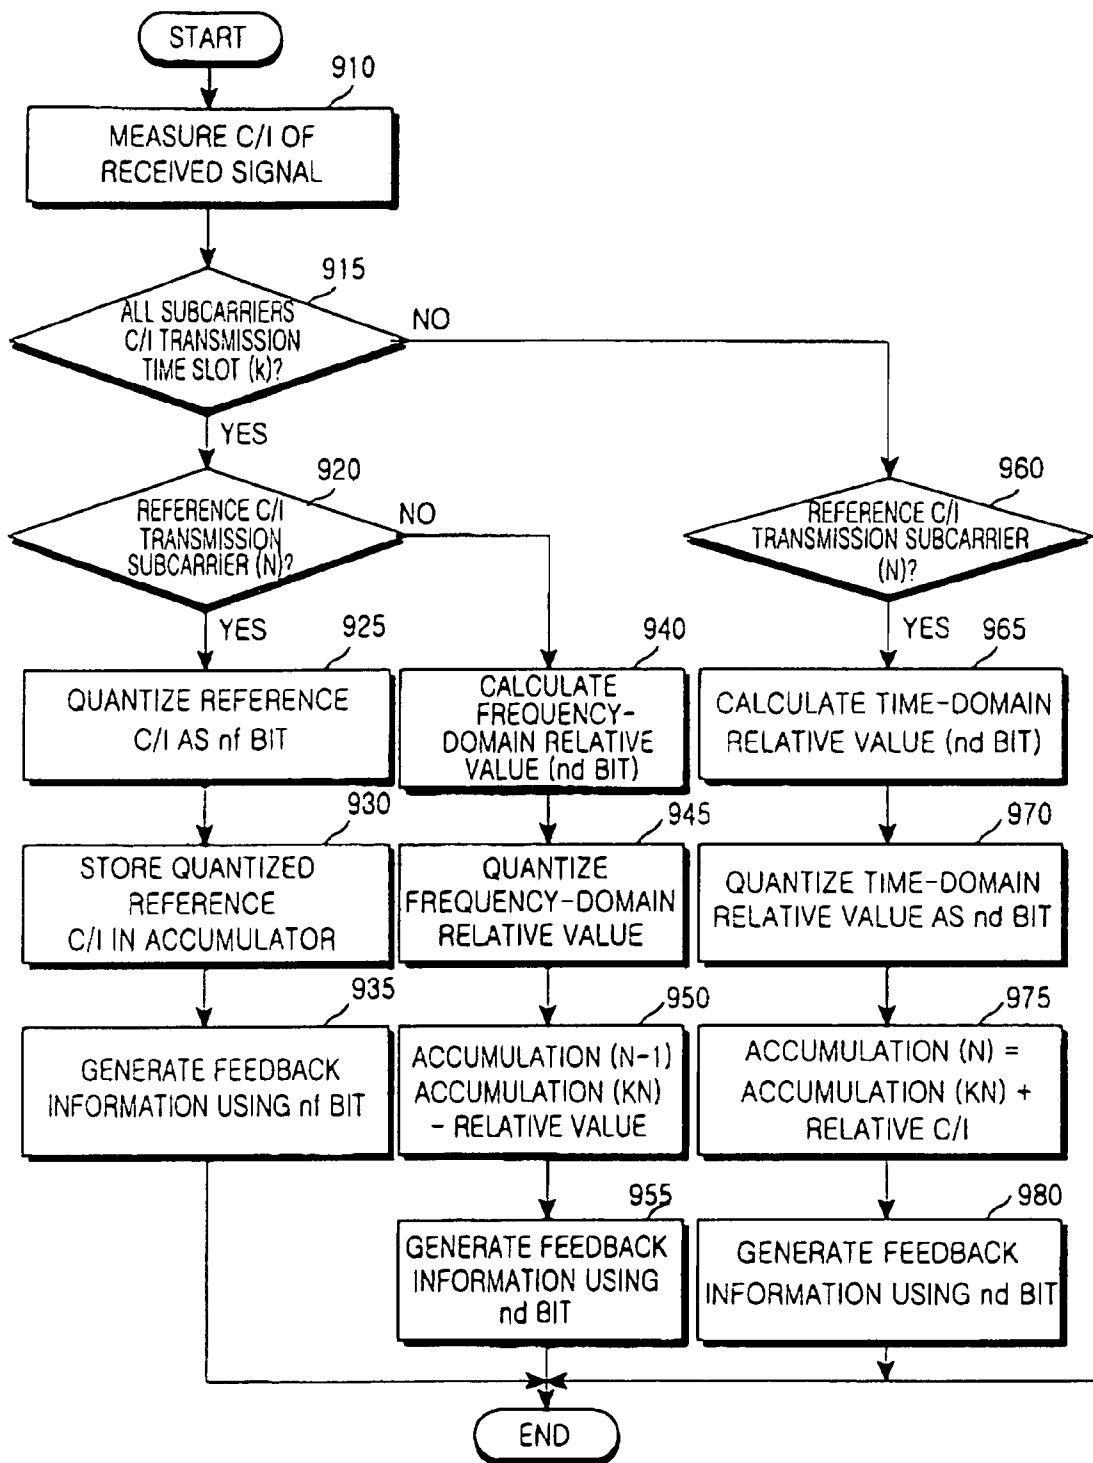 START
910
MEASURE C/I OF
RECEIVED SIGNAL
915
ALL SUBCARRIERS
C/I TRANSMISSION
TIME SLOT (k)?
NO
YES
920
REFERENCE C/I
TRANSMISSION
SUBCARRIER (N)?
NO
YES
960
REFERENCE C/I
TRANSMISSION SUBCARRIER
(N)?
YES
925
QUANTIZE REFERENCE
C/I AS nf BIT
940
CALCULATE
FREQUENCY-
DOMAIN RELATIVE
VALUE (nd BIT)
965
CALCULATE TIME-DOMAIN
RELATIVE VALUE (nd BIT)
930
STORE QUANTIZED
REFERENCE
C/I IN ACCUMULATOR
945
QUANTIZE
FREQUENCY-DOMAIN
RELATIVE VALUE
970
QUANTIZE TIME-DOMAIN
RELATIVE VALUE AS nd BIT
935
GENERATE FEEDBACK
INFORMATION USING nf BIT
950
ACCUMULATION (N-1)
ACCUMULATION (KN)
- RELATIVE VALUE
975
ACCUMULATION (N) =
ACCUMULATION (KN) +
RELATIVE C/I
955
GENERATE FEEDBACK
INFORMATION USING
nd BIT
980
GENERATE FEEDBACK
INFORMATION USING nd BIT
END